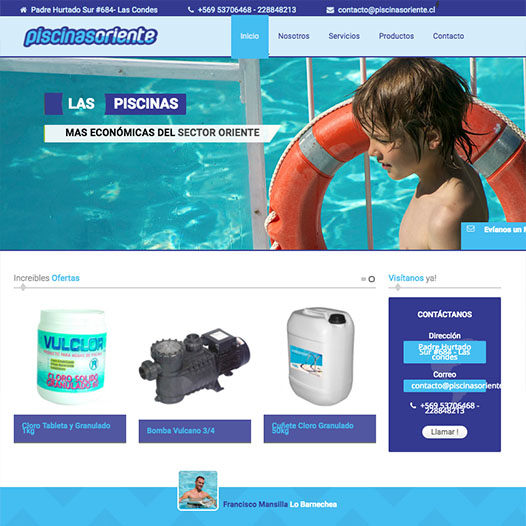 Padre Hurtado Sur #684- Las Condes
+569 53706468 - 228848213
contacto@piscinasoriente.cl
piscinasoriente
Inicio
Nosotros
Servicios
Productos
Contacto
LAS PISCINAS
MAS ECONÓMICAS DEL SECTOR ORIENTE
Evíanos un
Increíbles Ofertas
Visítanos ya!
VULCLOR
CLORO SOLIDO
GRANULADO
Cloro Tableta y Granulado
1kg
Bomba Vulcano 3/4
Cuñete Cloro Granulado
50kg
CONTÁCTANOS
Dirección
Padre Hurtado
Sur #684 - Las
condes
Correo
contacto@piscinasoriente
+569 53706468 -
228848213
Llamar !
Francisco Mansilla Lo Barnechea